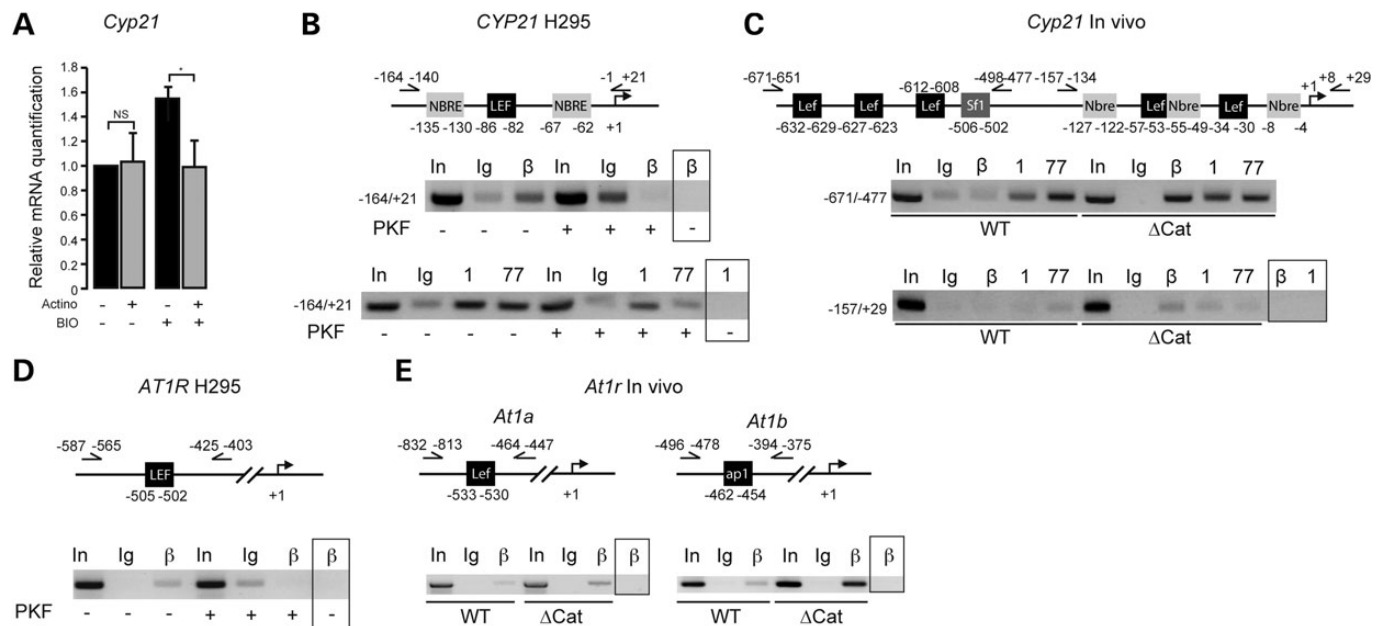 A
Cyp21
Relative mRNA quantification
1.8
1.6
1.4
1.2
1.0
1.6
1.4
1.2
0
NS
*
Actino - + - +
BIO - - + +
B
CYP21 H295
-164 -140 -1 +21
NBRE LEF NBRE
-135 -130 -86 -82 -67 -62 +1
In Ig β In Ig β β
-164/+21
PKF - - - + + + -
In Ig 1 77 In Ig 1 77 1
-164/+21
PKF - - - - + + + + -
C
Cyp21 In vivo
-671-651 -612-608 -498-477 -157 -134 +1 +8 +29
Lef Lef Lef Sf1 Nbre Lef Nbre Lef Nbre
-632-629 -627-623 -506-502 -127 -122 -57-53 -55-49 -34 -30 -8 -4
In Ig β 1 77 In Ig β 1 77
-671/-477
WT ΔCat
In Ig β 1 77 In Ig β 1 77 β 1
-157/+29
WT ΔCat
D
AT1R H295
-587 -565 -425 -403
LEF
-505 -502 +1
In Ig β In Ig β β
PKF - - - + + + -
E
At1r In vivo
At1a
-832 -813 -464 -447
Lef
-533 -530 +1
In Ig β In Ig β β
WT ΔCat
At1b
-496 -478 -394 -375
ap1
-462 -454 +1
In Ig β In Ig β β
WT ΔCat